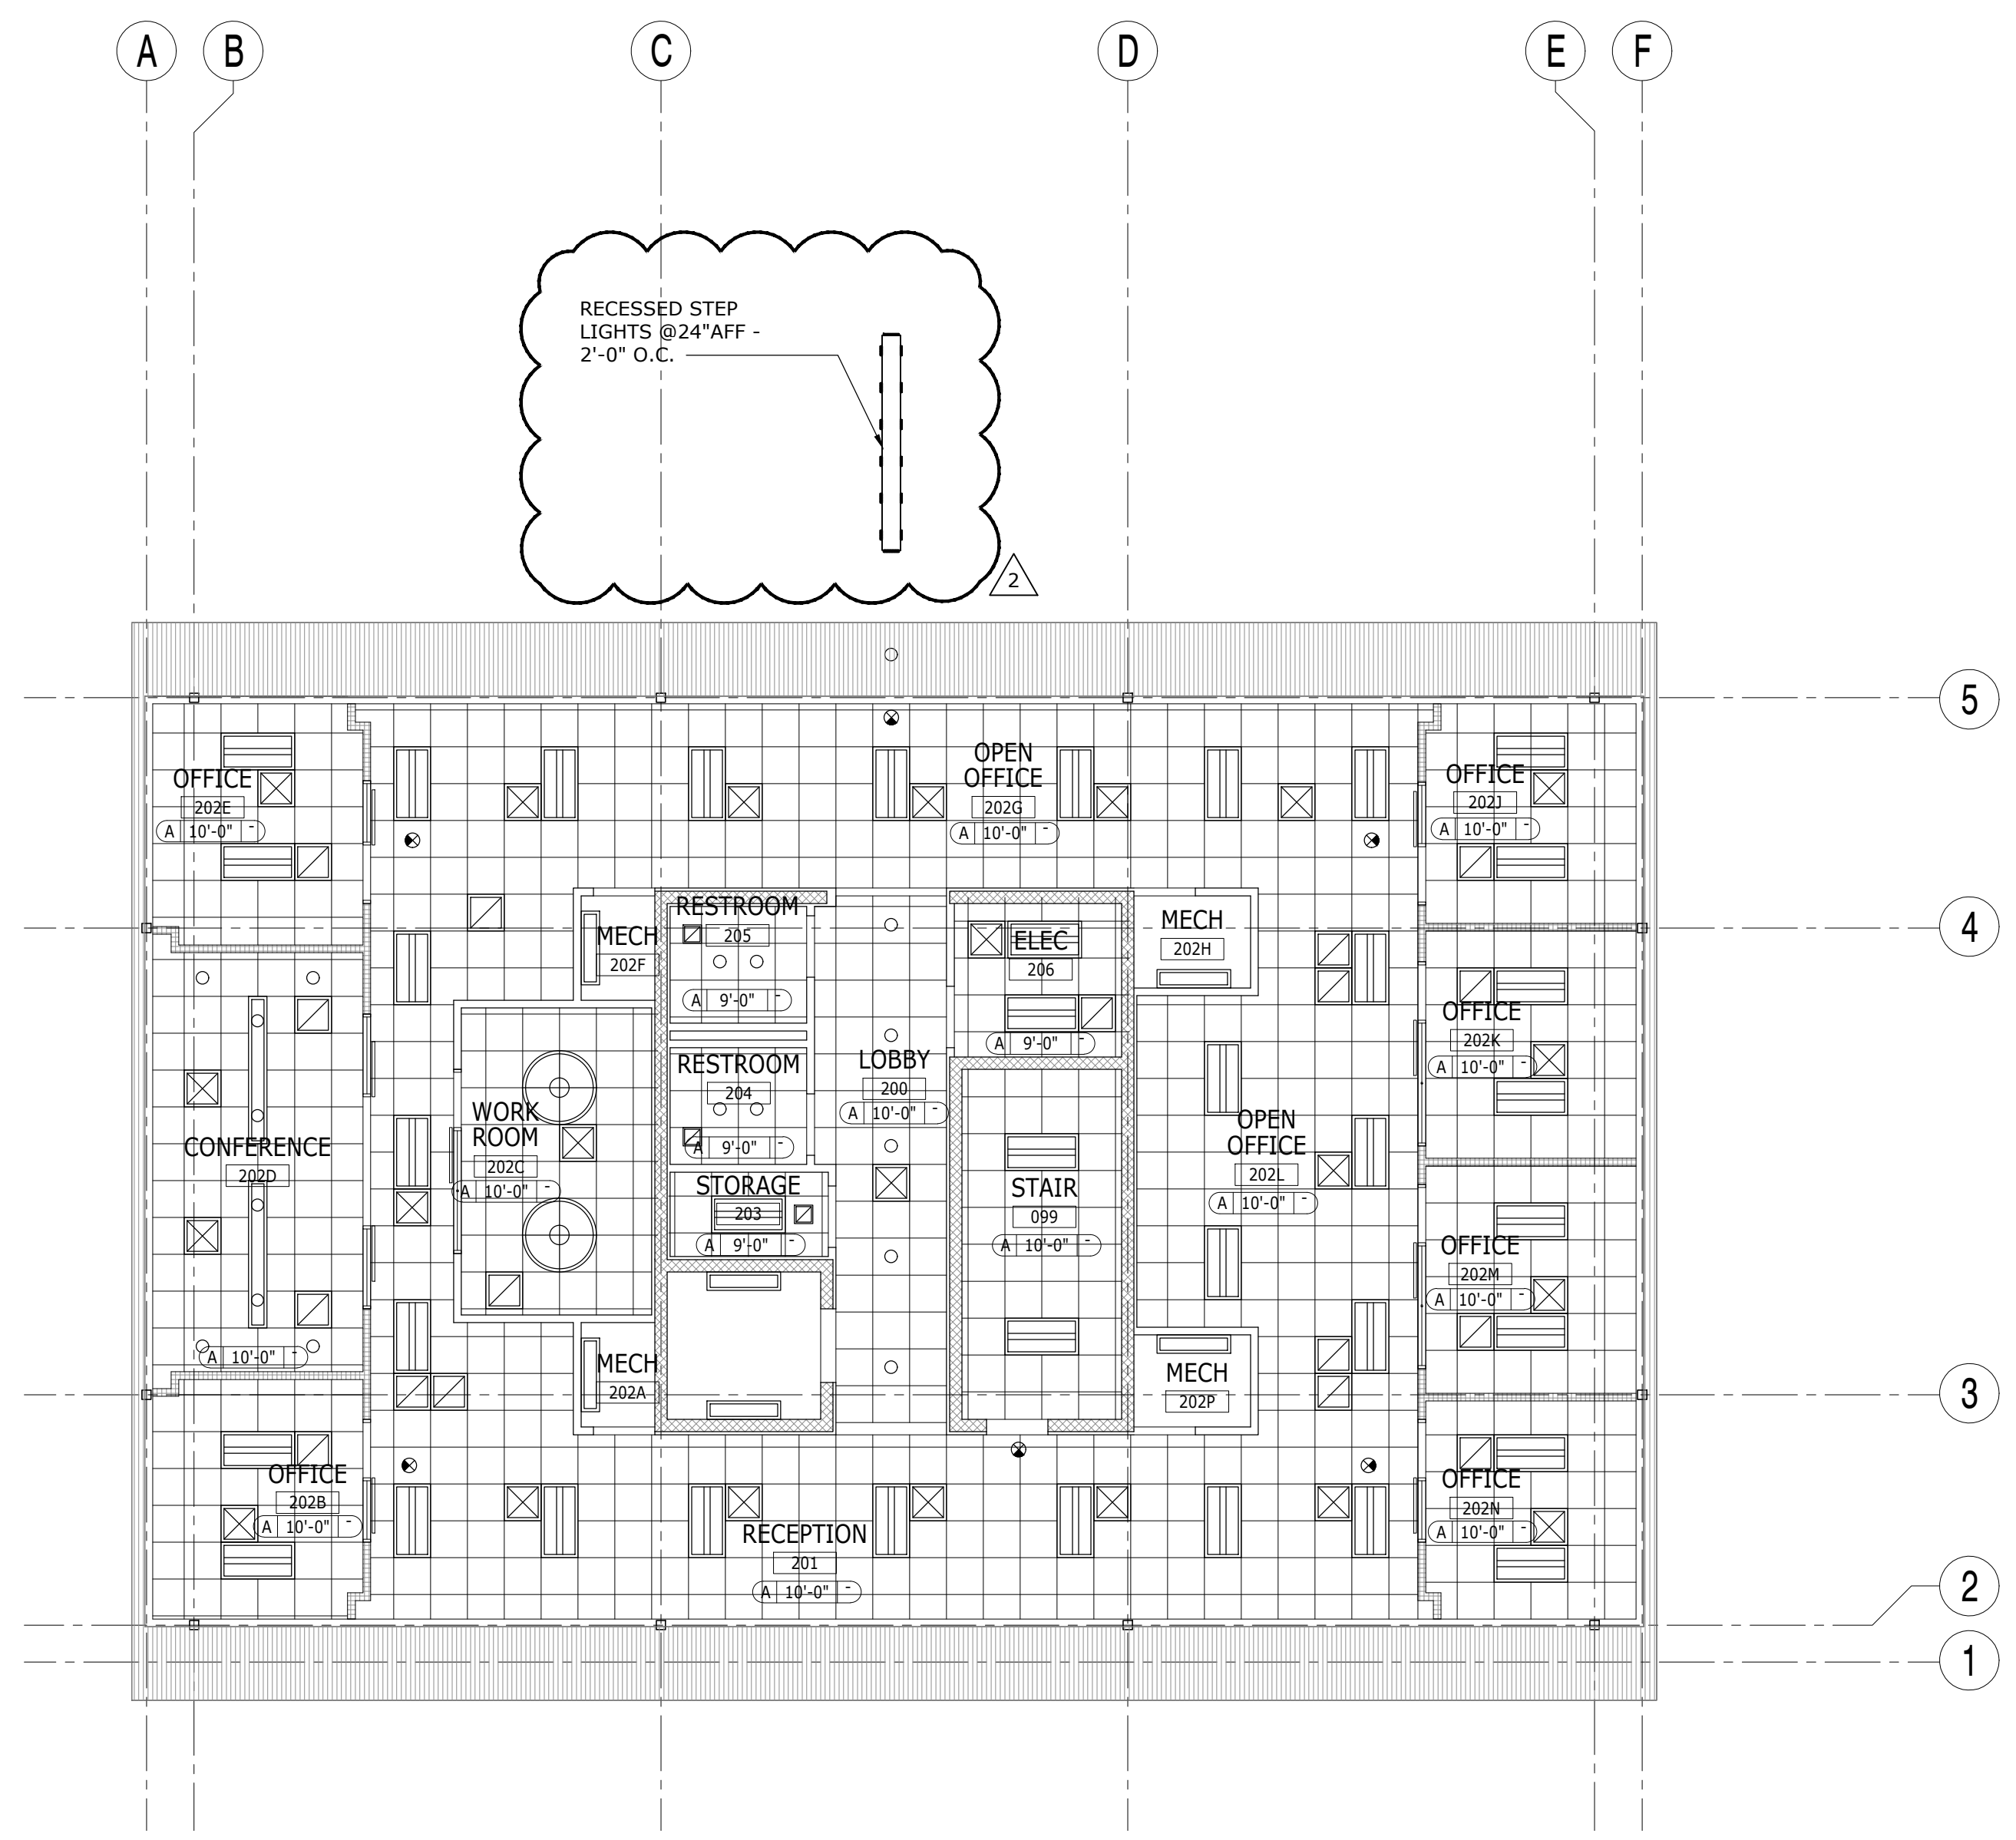 A
B
C
D
E
F
RECESSED STEP
LIGHTS @24"AFF -
2'-0" O.C.
2
5
OFFICE
202E
A 10'-0" -
OPEN
OFFICE
202G
A 10'-0" -
OFFICE
202J
A 10'-0" -
4
MECH
202F
RESTROOM
205
A 9'-0" -
ELEC
206
A 9'-0" -
MECH
202H
OFFICE
202K
A 10'-0" -
CONFERENCE
202D
A 10'-0" -
WORK
ROOM
202C
A 10'-0" -
RESTROOM
204
A 9'-0" -
LOBBY
200
A 10'-0" -
STORAGE
203
A 9'-0" -
STAIR
099
A 10'-0" -
OPEN
OFFICE
202L
A 10'-0" -
OFFICE
202M
A 10'-0" -
MECH
202A
MECH
202P
3
OFFICE
202B
A 10'-0" -
RECEPTION
201
A 10'-0" -
OFFICE
202N
A 10'-0" -
2
1